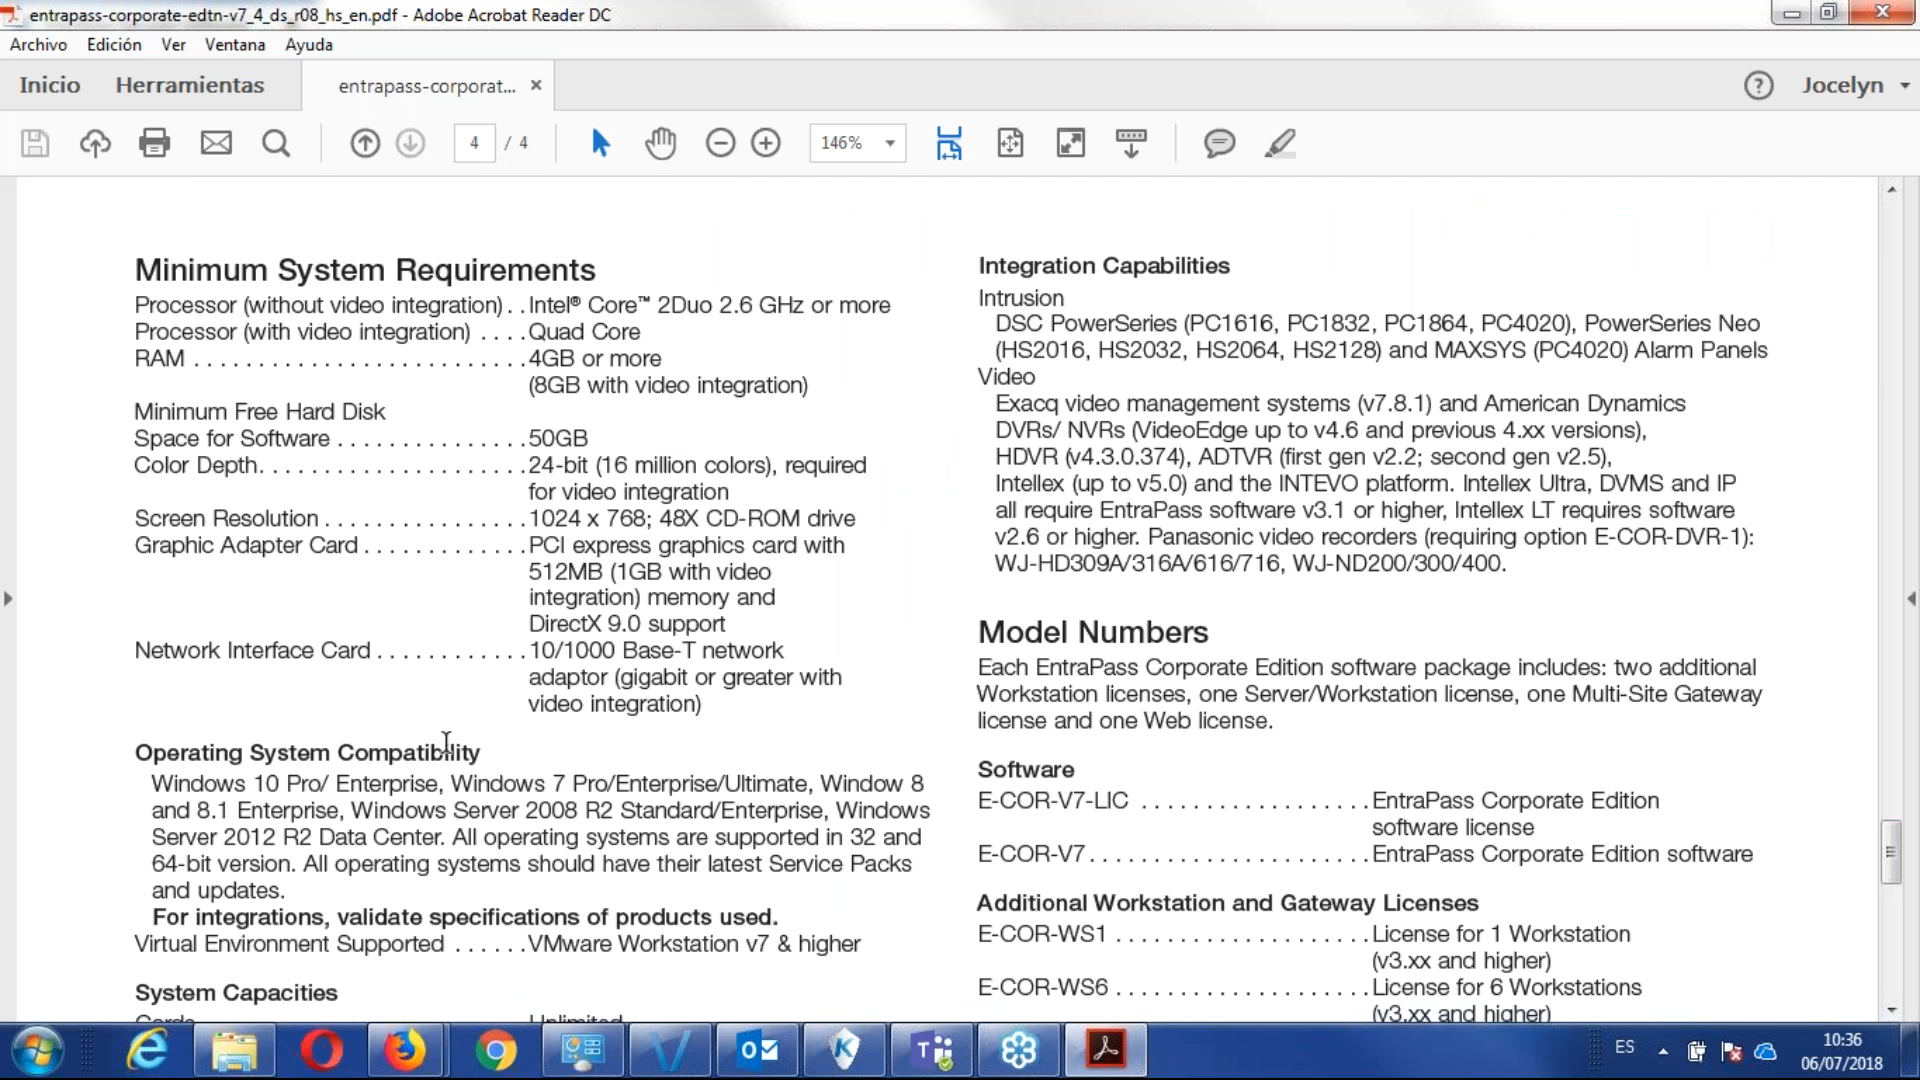 entrapass-corporate-edtn-v7_4_ds_r08_hs_en.pdf - Adobe Acrobat Reader DC
Archivo Edición Ver Ventana Ayuda
Inicio Herramientas entrapass-corporat... Jocelyn
4 / 4 146%
Minimum System Requirements
Processor (without video integration) . . Intel® Core™ 2Duo 2.6 GHz or more
Processor (with video integration) . . . . Quad Core
RAM . . . . . . . . . . . . . . . . . . . . . . . . . . 4GB or more
(8GB with video integration)
Minimum Free Hard Disk
Space for Software . . . . . . . . . . . . . . . 50GB
Color Depth. . . . . . . . . . . . . . . . . . . . . 24-bit (16 million colors), required
for video integration
Screen Resolution . . . . . . . . . . . . . . . . 1024 x 768; 48X CD-ROM drive
Graphic Adapter Card . . . . . . . . . . . . . PCI express graphics card with
512MB (1GB with video
integration) memory and
DirectX 9.0 support
Network Interface Card . . . . . . . . . . . . 10/1000 Base-T network
adaptor (gigabit or greater with
video integration)
Operating System Compatibility
Windows 10 Pro/ Enterprise, Windows 7 Pro/Enterprise/Ultimate, Window 8
and 8.1 Enterprise, Windows Server 2008 R2 Standard/Enterprise, Windows
Server 2012 R2 Data Center. All operating systems are supported in 32 and
64-bit version. All operating systems should have their latest Service Packs
and updates.
For integrations, validate specifications of products used.
Virtual Environment Supported . . . . . . VMware Workstation v7 & higher
System Capacities
Cards Unlimited
Integration Capabilities
Intrusion
DSC PowerSeries (PC1616, PC1832, PC1864, PC4020), PowerSeries Neo
(HS2016, HS2032, HS2064, HS2128) and MAXSYS (PC4020) Alarm Panels
Video
Exacq video management systems (v7.8.1) and American Dynamics
DVRs/ NVRs (VideoEdge up to v4.6 and previous 4.xx versions),
HDVR (v4.3.0.374), ADTVR (first gen v2.2; second gen v2.5),
Intellex (up to v5.0) and the INTEVO platform. Intellex Ultra, DVMS and IP
all require EntraPass software v3.1 or higher, Intellex LT requires software
v2.6 or higher. Panasonic video recorders (requiring option E-COR-DVR-1):
WJ-HD309A/316A/616/716, WJ-ND200/300/400.
Model Numbers
Each EntraPass Corporate Edition software package includes: two additional
Workstation licenses, one Server/Workstation license, one Multi-Site Gateway
license and one Web license.
Software
E-COR-V7-LIC . . . . . . . . . . . . . . . . . . EntraPass Corporate Edition
software license
E-COR-V7. . . . . . . . . . . . . . . . . . . . . . EntraPass Corporate Edition software
Additional Workstation and Gateway Licenses
E-COR-WS1 . . . . . . . . . . . . . . . . . . . . License for 1 Workstation
(v3.xx and higher)
E-COR-WS6 . . . . . . . . . . . . . . . . . . . . License for 6 Workstations
(v3.xx and higher)
ES 10:36
06/07/2018